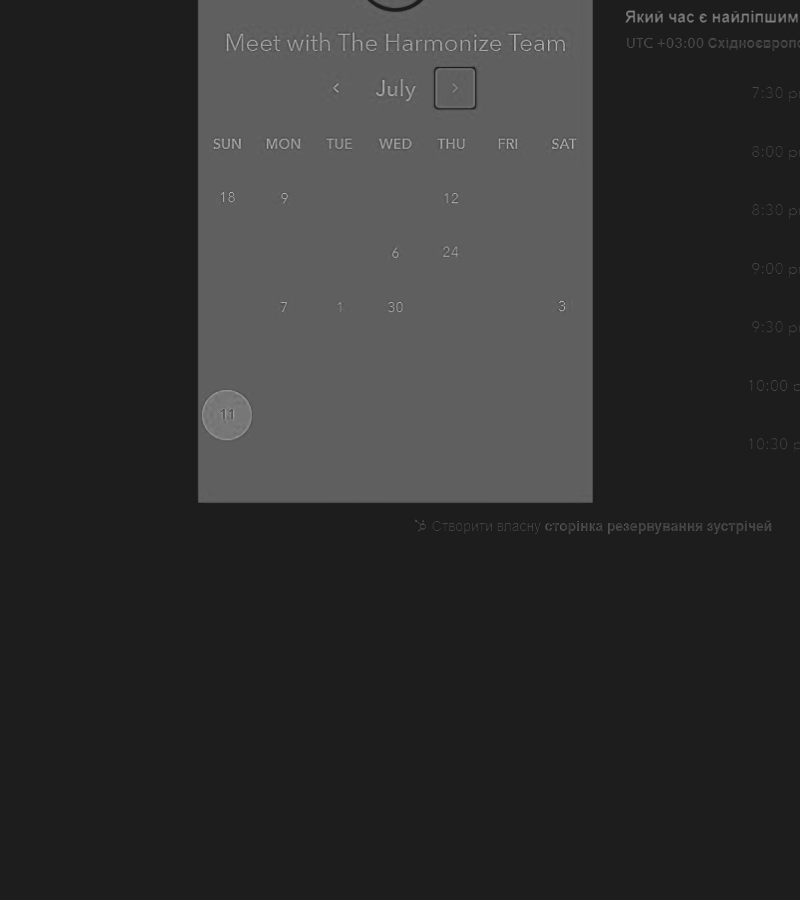 Meet with The Harmonize Team
July
SUN MON TUE WED THU FRI SAT
18 9 12
6 24
7 1 30 3
11
Який час є найліпшим
UTC +03:00 Східноєвропе
7:30 p
8:00 p
8:30 p
9:00 p
9:30 p
10:00
10:30 p
Створити власну сторінка резервування зустрічей